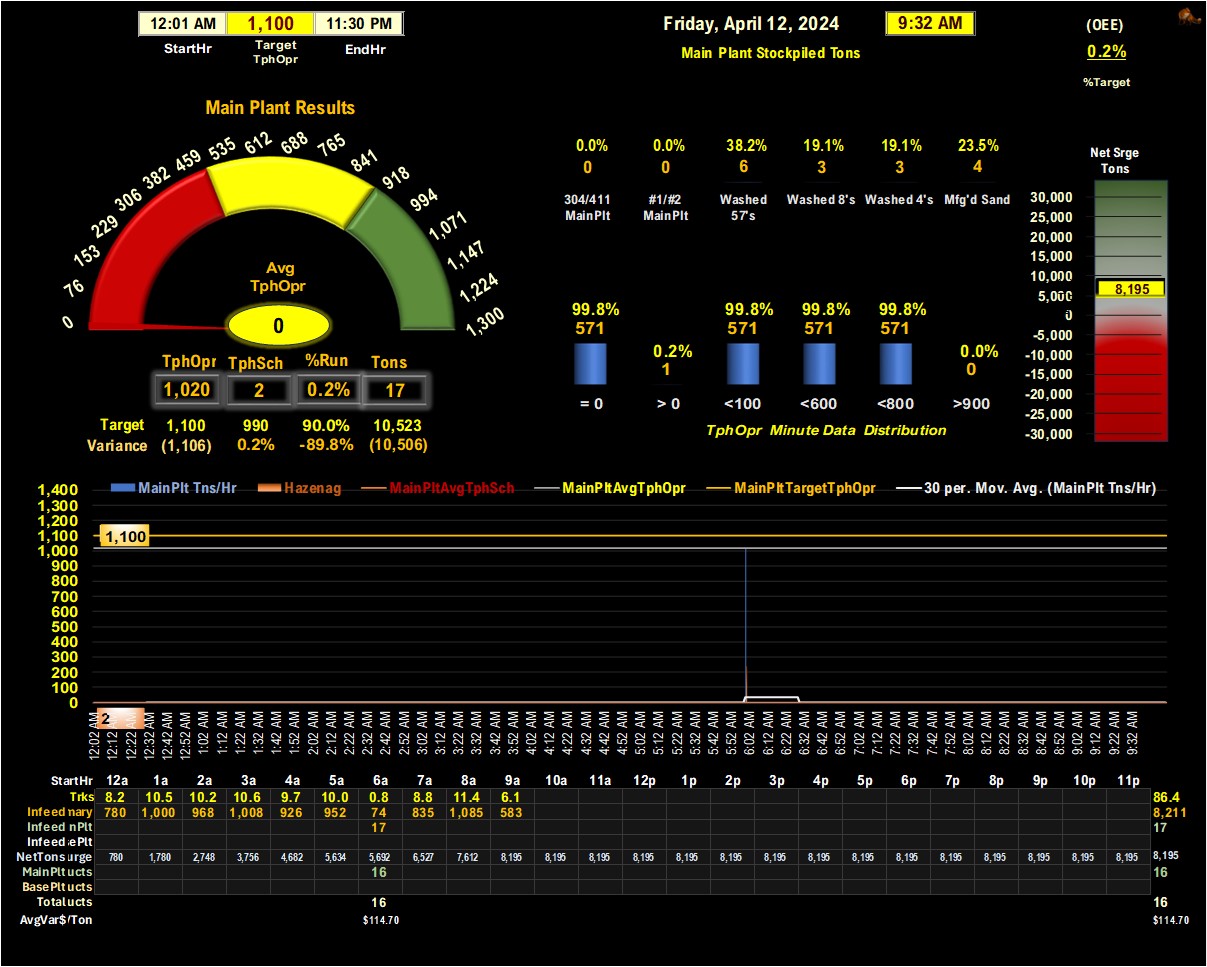 12:01 AM 1,100 11:30 PM
StartHr Target TphOpr EndHr
Friday, April 12, 2024 9:32 AM
Main Plant Stockpiled Tons
(OEE)
0.2%
%Target
Main Plant Results
0 76 153 229 306 382 459 535 612 688 765 841 918 994 1,071 1,147 1,224 1,300
Avg
TphOpr
0
TphOpr TphSch %Run Tons
1,020 2 0.2% 17
Target 1,100 990 90.0% 10,523
Variance (1,106) 0.2% -89.8% (10,506)
0.0% 0.0% 38.2% 19.1% 19.1% 23.5%
0 0 6 3 3 4
304/411 MainPlt #1/#2 MainPlt Washed 57's Washed 8's Washed 4's Mfg'd Sand
99.8% 99.8% 99.8% 99.8%
571 571 571 571
0.2% 0.0%
1 0
= 0 > 0 <100 <600 <800 >900
TphOpr Minute Data Distribution
Net Srge
Tons
30,000
25,000
20,000
15,000
10,000
8,195
5,000
0
-5,000
-10,000
-15,000
-20,000
-25,000
-30,000
MainPlt Tns/Hr Hazenag MainPltAvgTphSch MainPltAvgTphOpr MainPltTargetTphOpr 30 per. Mov. Avg. (MainPlt Tns/Hr)
1,400
1,300
1,200
1,100 1,100
1,000
900
800
700
600
500
400
300
200
100
0
2
12:02 AM 12:12 AM 12:22 AM 12:32 AM 12:42 AM 12:52 AM 1:02 AM 1:12 AM 1:22 AM 1:32 AM 1:42 AM 1:52 AM 2:02 AM 2:12 AM 2:22 AM 2:32 AM 2:42 AM 2:52 AM 3:02 AM 3:12 AM 3:22 AM 3:32 AM 3:42 AM 3:52 AM 4:02 AM 4:12 AM 4:22 AM 4:32 AM 4:42 AM 4:52 AM 5:02 AM 5:12 AM 5:22 AM 5:32 AM 5:42 AM 5:52 AM 6:02 AM 6:12 AM 6:22 AM 6:32 AM 6:42 AM 6:52 AM 7:02 AM 7:12 AM 7:22 AM 7:32 AM 7:42 AM 7:52 AM 8:02 AM 8:12 AM 8:22 AM 8:32 AM 8:42 AM 8:52 AM 9:02 AM 9:12 AM 9:22 AM 9:32 AM
StartHr 12a 1a 2a 3a 4a 5a 6a 7a 8a 9a 10a 11a 12p 1p 2p 3p 4p 5p 6p 7p 8p 9p 10p 11p
Trks 8.2 10.5 10.2 10.6 9.7 10.0 0.8 8.8 11.4 6.1 86.4
Infeed mary 780 1,000 968 1,008 926 952 74 835 1,085 583 8,211
Infeed nPlt 17 17
Infeed ePlt
NetTons urge 780 1,780 2,748 3,756 4,682 5,634 5,692 6,527 7,612 8,195 8,195 8,195 8,195 8,195 8,195 8,195 8,195 8,195 8,195 8,195 8,195 8,195 8,195 8,195 8,195
MainPlt ucts 16 16
BasePlt ucts
Total ucts 16 16
AvgVar$/Ton $114.70 $114.70